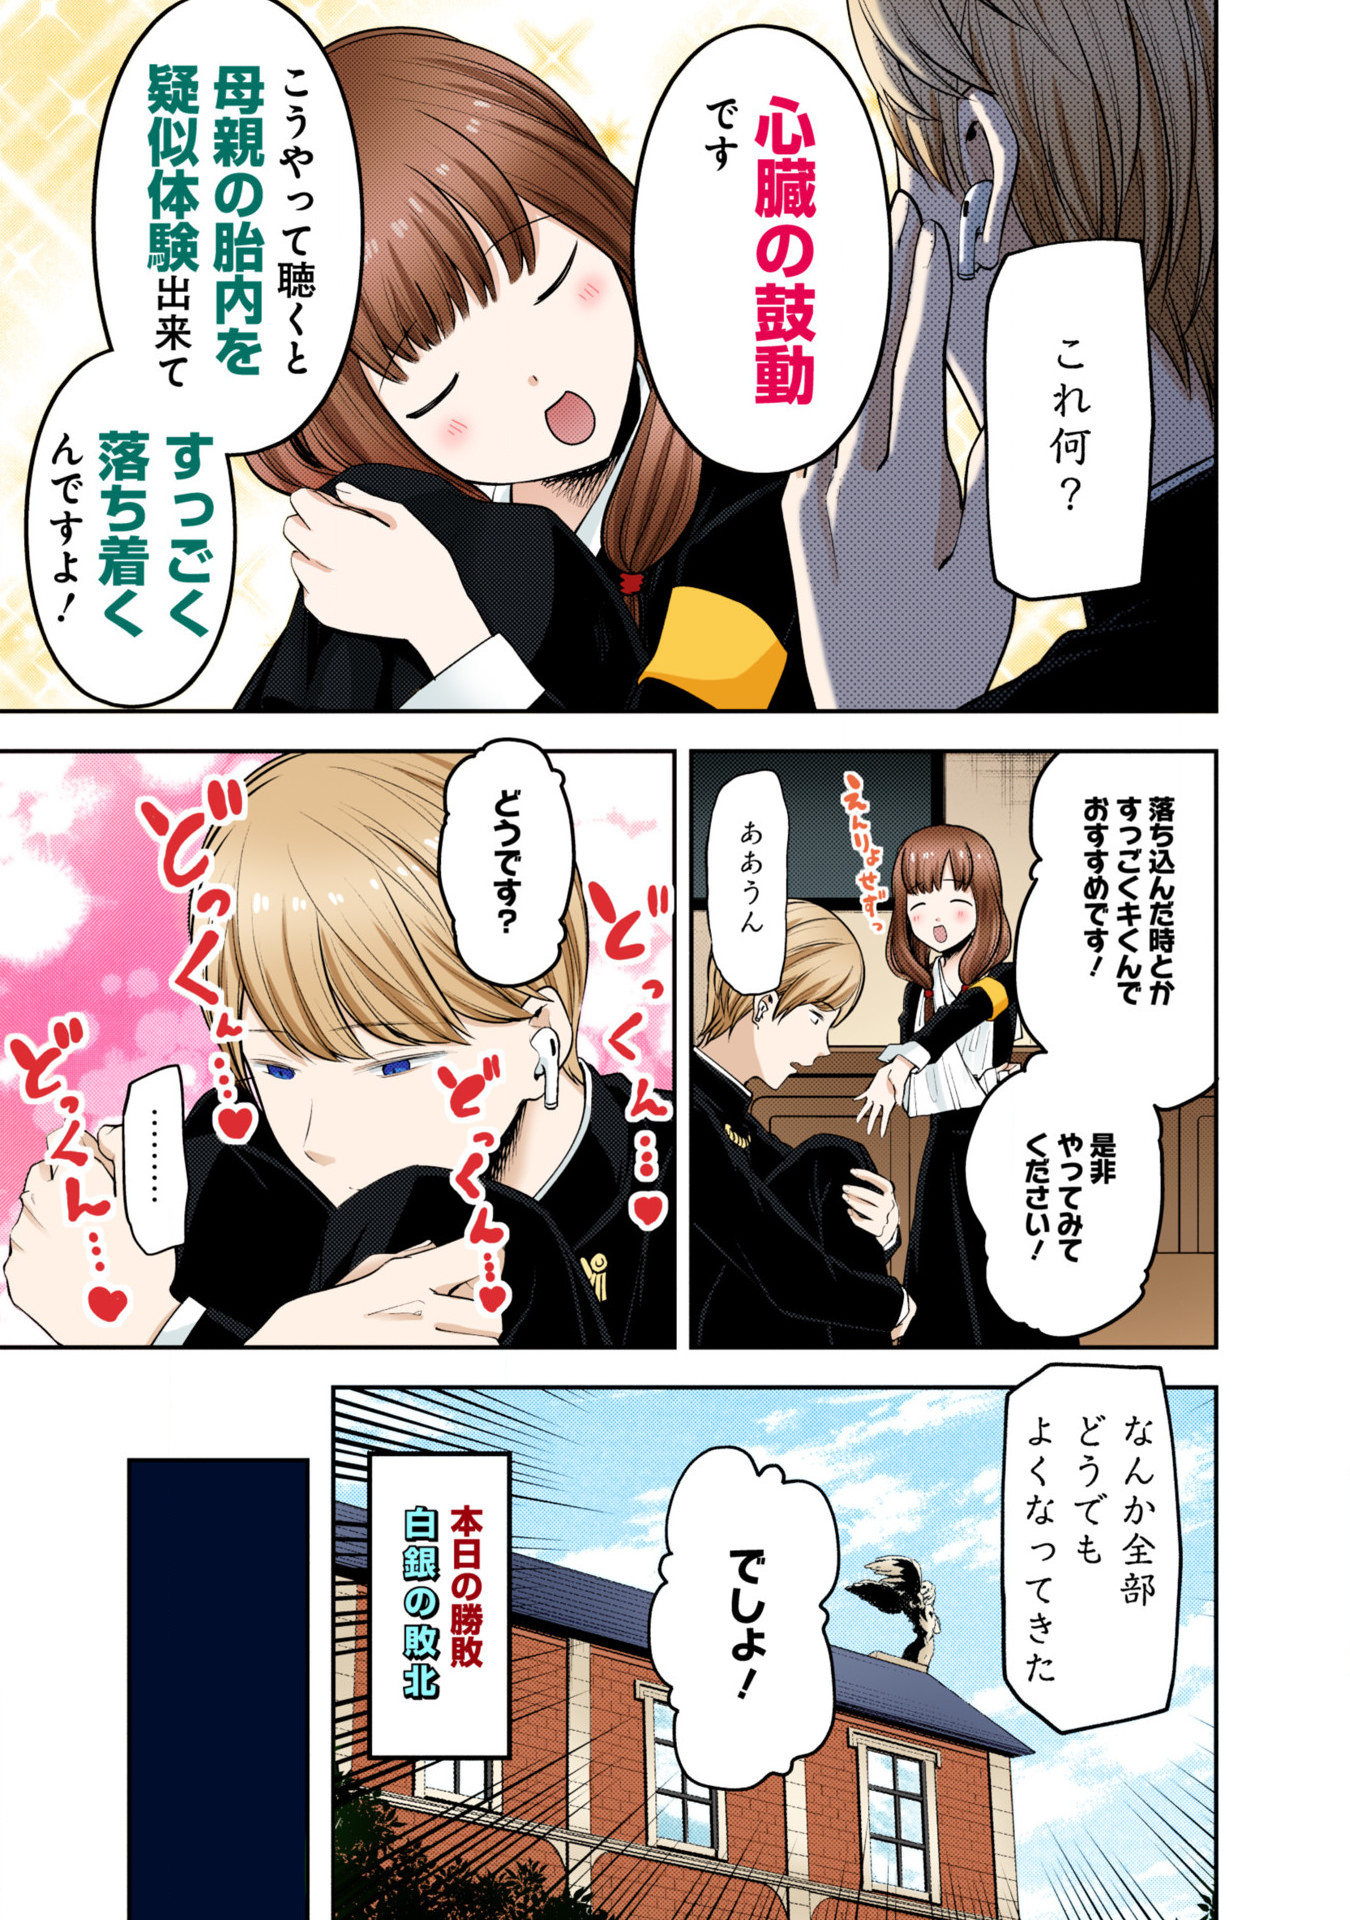 これ何？
心臓の鼓動
です
こうやって聴くと
母親の胎内を
疑似体験出来て
すっごく
落ち着く
んですよ！
落ち込んだ時とか
すっごくキくんで
おすすめです！
是非
やってみて
ください！
えんりょせずっ
ああうん
どうです？
どっくん…♥
どっくん…♥
どっくん…♥
どっくん…♥
………
なんか全部
どうでも
よくなってきた
でしょ！
本日の勝敗
白銀の敗北